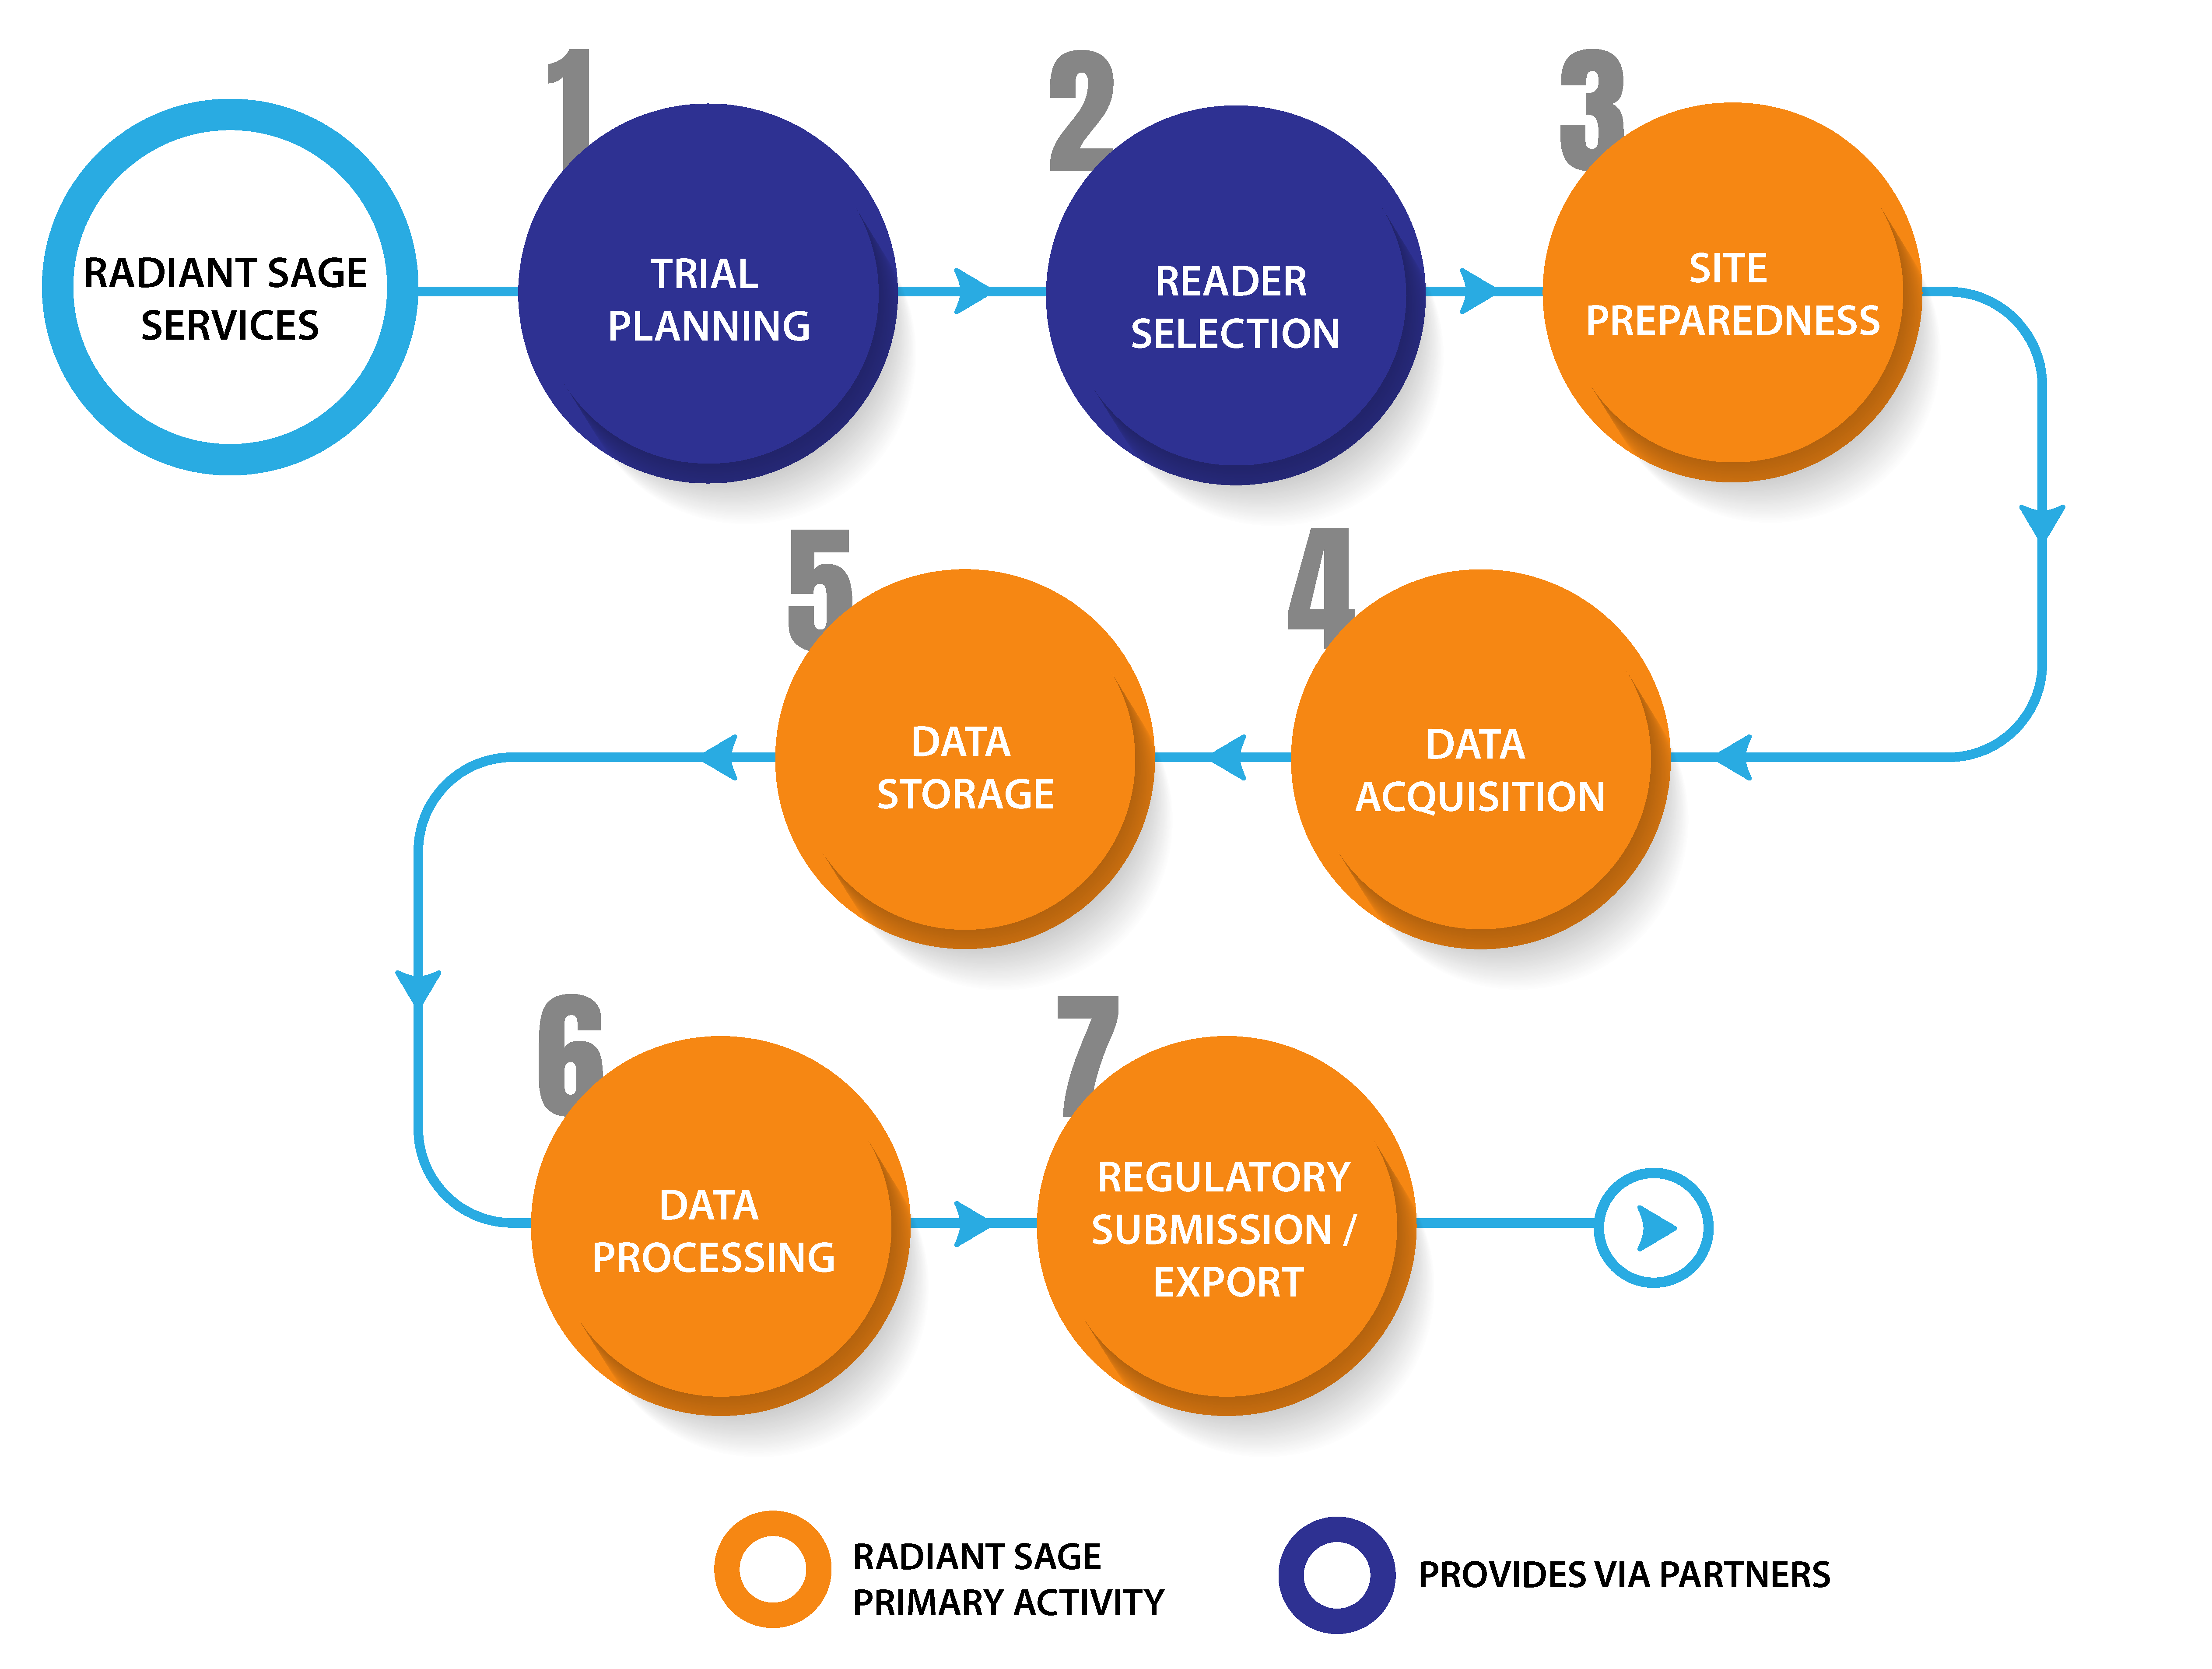 RADIANT SAGE
SERVICES
1
TRIAL
PLANNING
2
READER
SELECTION
3
SITE
PREPAREDNESS
4
DATA
ACQUISITION
5
DATA
STORAGE
6
DATA
PROCESSING
7
REGULATORY
SUBMISSION /
EXPORT
RADIANT SAGE
PRIMARY ACTIVITY
PROVIDES VIA PARTNERS